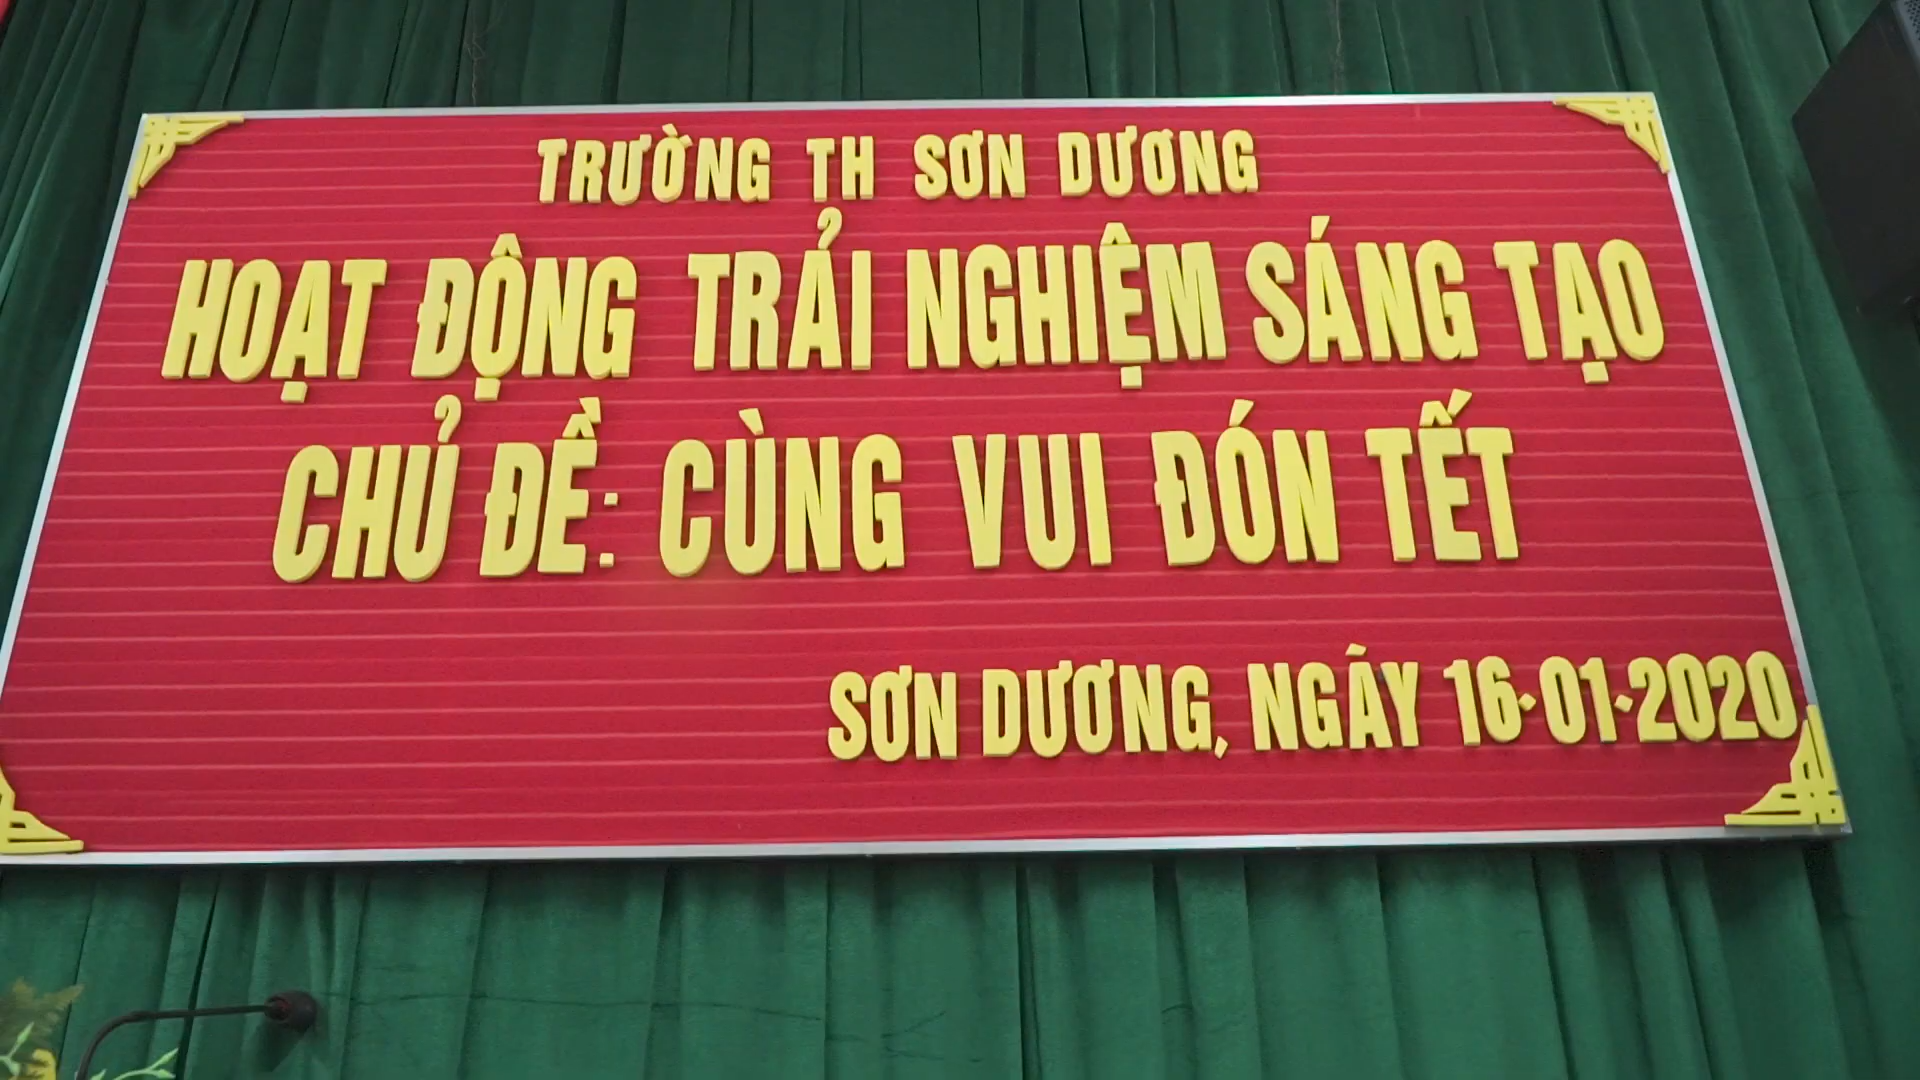 TRƯỜNG TH SƠN DƯƠNG
HOẠT ĐỘNG TRẢI NGHIỆM SÁNG TẠO
CHỦ ĐỀ: CÙNG VUI ĐÓN TẾT
SƠN DƯƠNG, NGÀY 16·01·2020